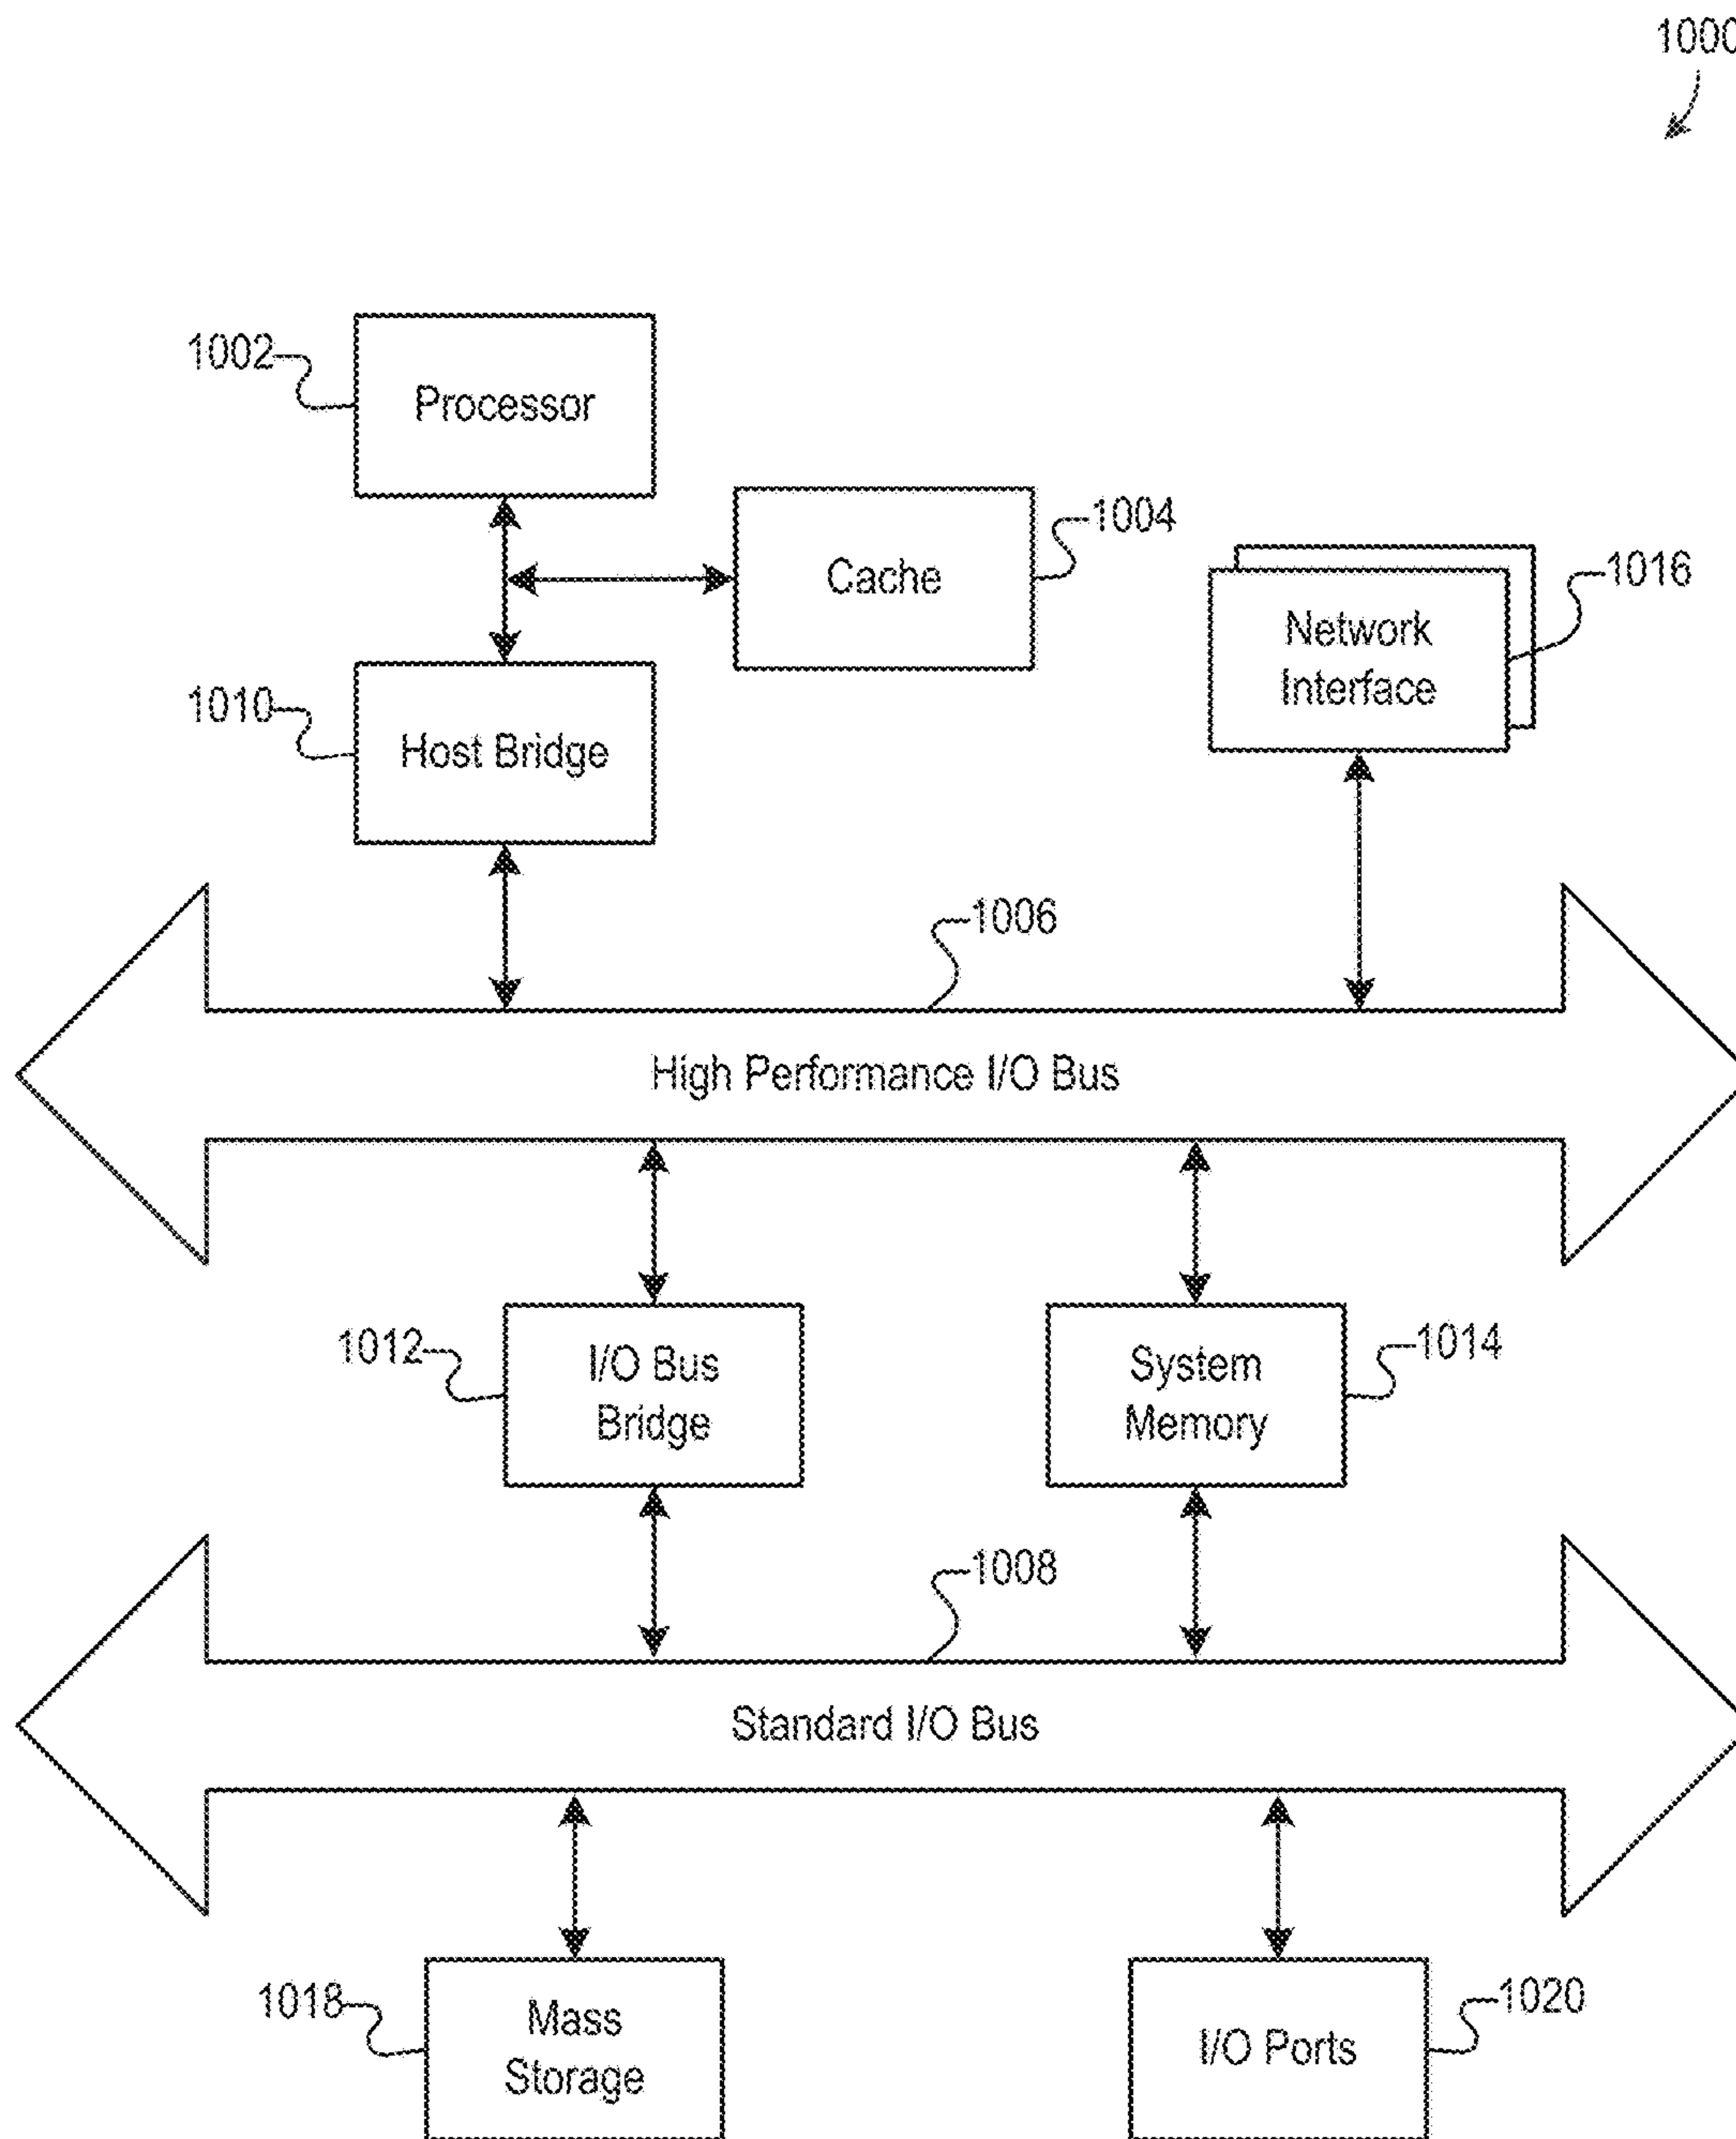 1000
1002
Processor
Cache
1004
1016
Network
Interface
1010
Host Bridge
1006
High Performance I/O Bus
1012
I/O Bus
Bridge
System
Memory
1014
1008
Standard I/O Bus
1018
Mass
Storage
I/O Ports
1020